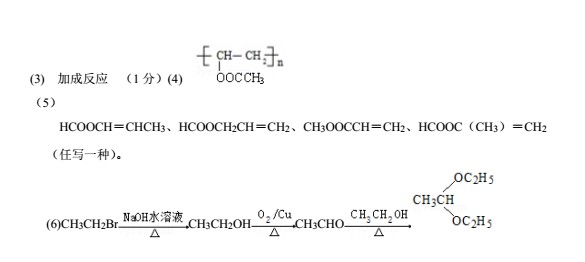 [CH-CH₂]n
(3) 加成反应 （1 分）(4) OOCCH₃
（5）
HCOOCH＝CHCH₃、HCOOCH₂CH＝CH₂、CH₃OOCCH＝CH₂、HCOOC（CH₃）＝CH₂
（任写一种）。
OC₂H₅
CH₃CH
(6)CH₃CH₂Br NaOH水溶液 △ CH₃CH₂OH O₂/Cu △ CH₃CHO CH₃CH₂OH △ OC₂H₅